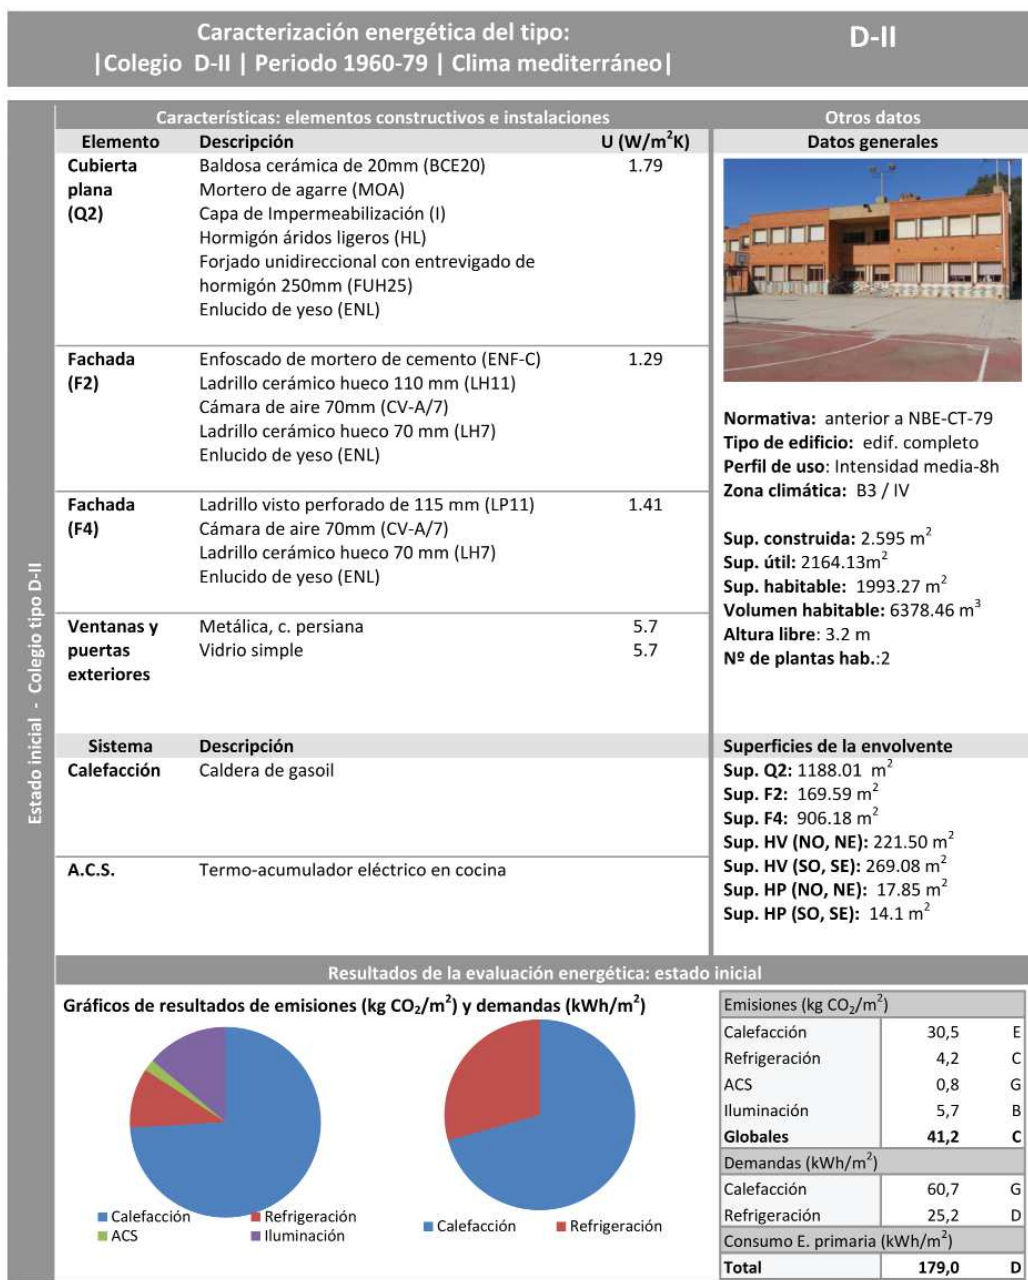 Caracterización energética del tipo:
|Colegio D-II | Periodo 1960-79 | Clima mediterráneo|
D-II
Estado inicial - Colegio tipo D-II
Características: elementos constructivos e instalaciones
Elemento Descripción U (W/m²K)
Cubierta plana (Q2) Baldosa cerámica de 20mm (BCE20) 1.79
Mortero de agarre (MOA)
Capa de Impermeabilización (I)
Hormigón áridos ligeros (HL)
Forjado unidireccional con entrevigado de
hormigón 250mm (FUH25)
Enlucido de yeso (ENL)
Fachada (F2) Enfoscado de mortero de cemento (ENF-C) 1.29
Ladrillo cerámico hueco 110 mm (LH11)
Cámara de aire 70mm (CV-A/7)
Ladrillo cerámico hueco 70 mm (LH7)
Enlucido de yeso (ENL)
Fachada (F4) Ladrillo visto perforado de 115 mm (LP11) 1.41
Cámara de aire 70mm (CV-A/7)
Ladrillo cerámico hueco 70 mm (LH7)
Enlucido de yeso (ENL)
Ventanas y puertas exteriores Metálica, c. persiana 5.7
Vidrio simple 5.7
Sistema Descripción
Calefacción Caldera de gasoil
A.C.S. Termo-acumulador eléctrico en cocina
Otros datos
Datos generales
Normativa: anterior a NBE-CT-79
Tipo de edificio: edif. completo
Perfil de uso: Intensidad media-8h
Zona climática: B3 / IV
Sup. construida: 2.595 m²
Sup. útil: 2164.13m²
Sup. habitable: 1993.27 m²
Volumen habitable: 6378.46 m³
Altura libre: 3.2 m
Nº de plantas hab.:2
Superficies de la envolvente
Sup. Q2: 1188.01 m²
Sup. F2: 169.59 m²
Sup. F4: 906.18 m²
Sup. HV (NO, NE): 221.50 m²
Sup. HV (SO, SE): 269.08 m²
Sup. HP (NO, NE): 17.85 m²
Sup. HP (SO, SE): 14.1 m²
Resultados de la evaluación energética: estado inicial
Gráficos de resultados de emisiones (kg CO₂/m²) y demandas (kWh/m²)
Calefacción Refrigeración
ACS Iluminación
Calefacción Refrigeración
Emisiones (kg CO₂/m²)
Calefacción 30,5 E
Refrigeración 4,2 C
ACS 0,8 G
Iluminación 5,7 B
Globales 41,2 C
Demandas (kWh/m²)
Calefacción 60,7 G
Refrigeración 25,2 D
Consumo E. primaria (kWh/m²)
Total 179,0 D